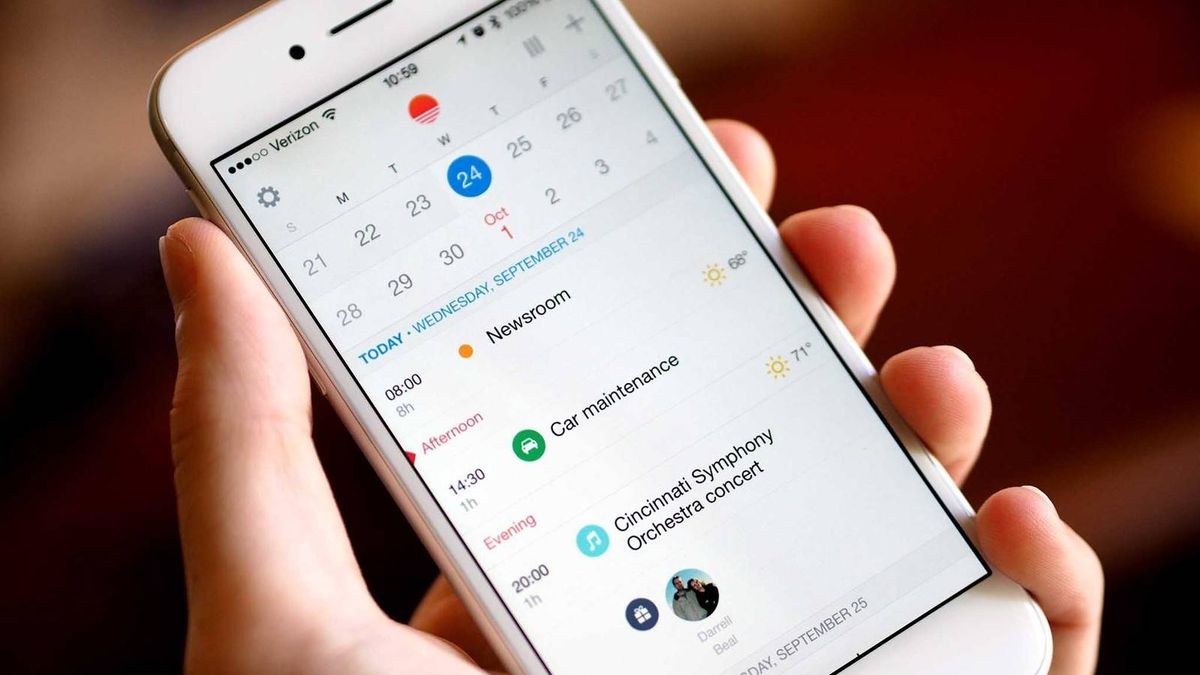 Verizon 10:59 100%
S M T W T F S
21 22 23 24 25 26 27
Oct
28 29 30 1 2 3 4
TODAY • WEDNESDAY, SEPTEMBER 24
08:00 Newsroom 68°
8h
Afternoon
14:30 Car maintenance 71°
1h
Evening
20:00 Cincinnati Symphony
1h Orchestra concert
Darrell
Beal
DAY, SEPTEMBER 25